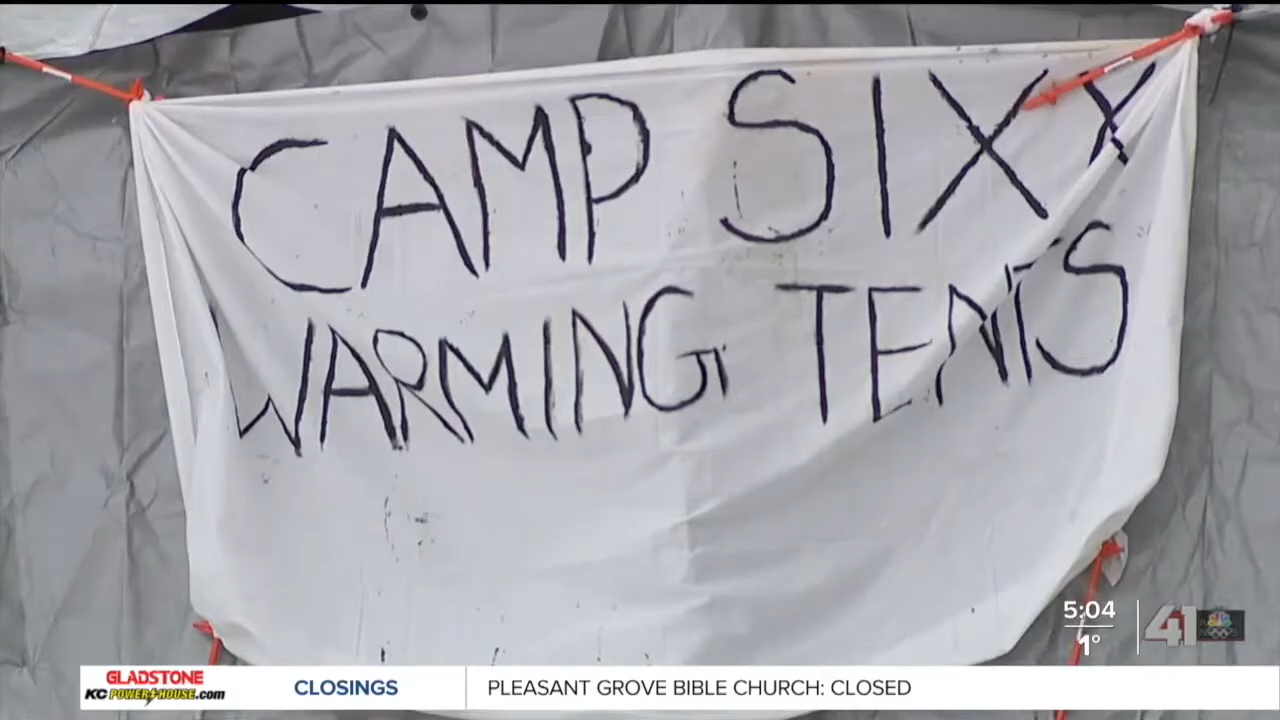 CAMP SIXX
WARMING TENTS
5:04
1°
41
GLADSTONE
KC POWERHOUSE.com
CLOSINGS
PLEASANT GROVE BIBLE CHURCH: CLOSED